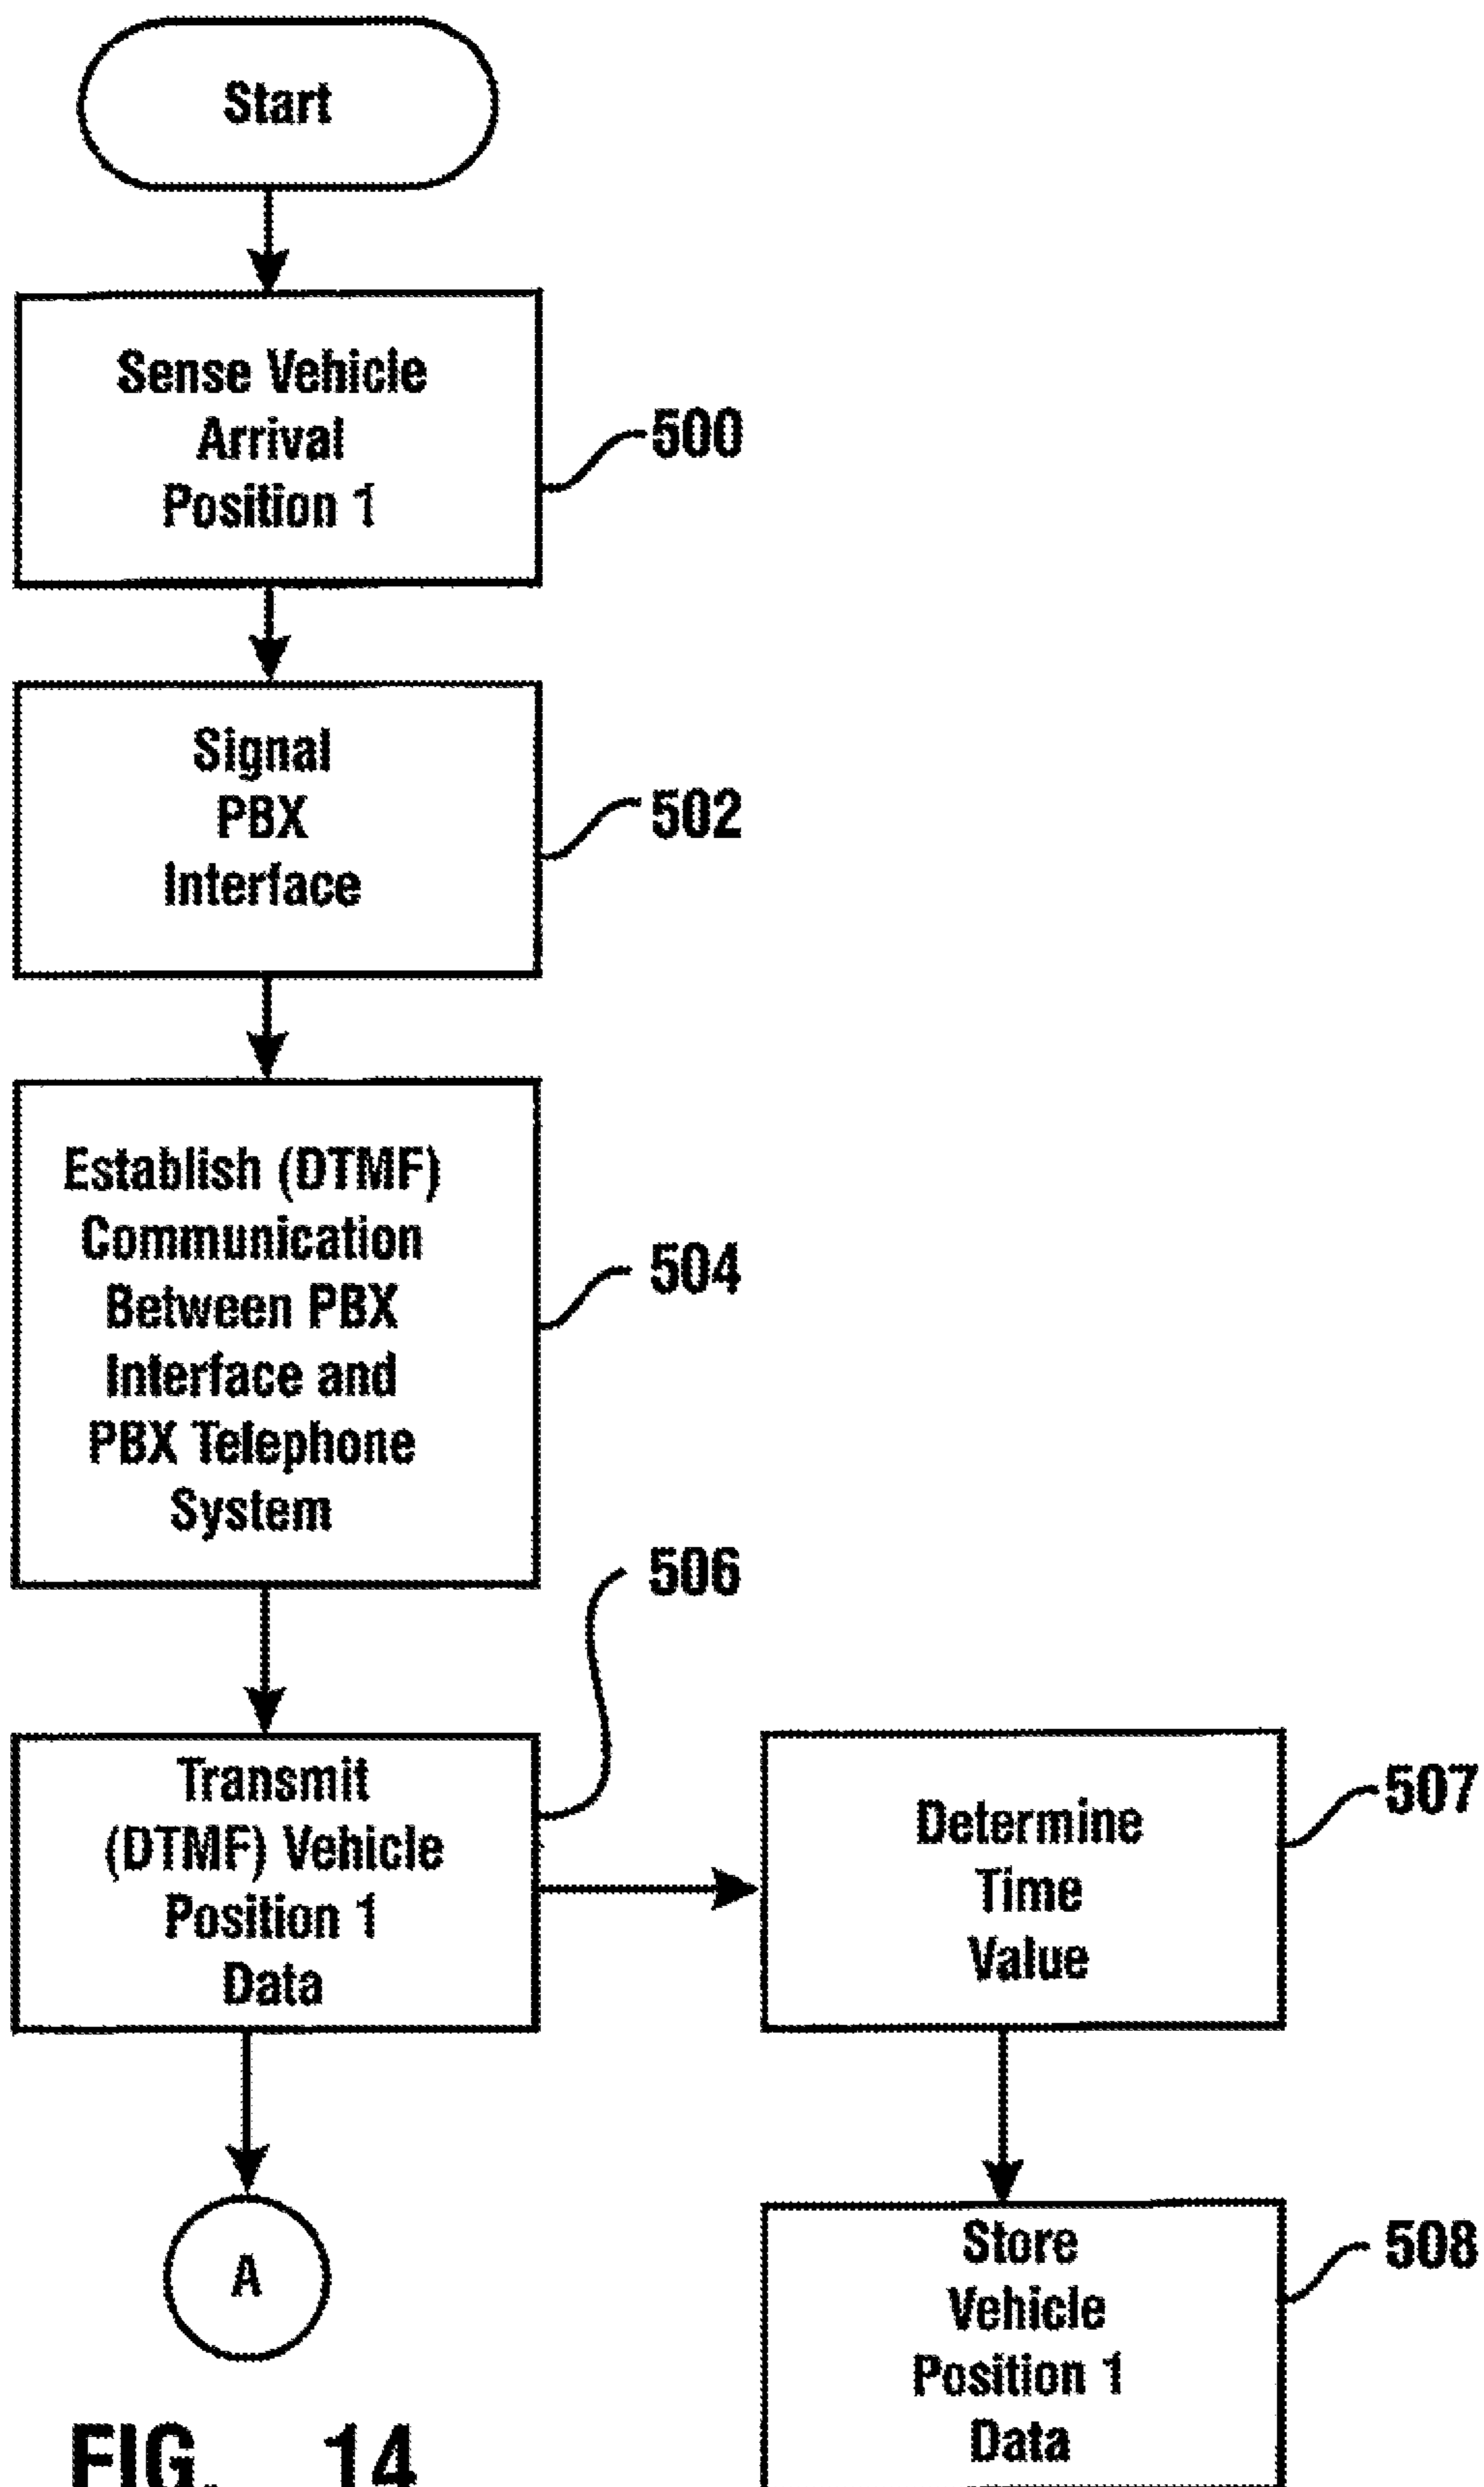 Start
Sense Vehicle
Arrival
Position 1
500
Signal
PBX
Interface
502
Establish (DTMF)
Communication
Between PBX
Interface and
PBX Telephone
System
504
506
Transmit
(DTMF) Vehicle
Position 1
Data
Determine
Time
Value
507
A
Store
Vehicle
Position 1
Data
508
FIG. 14